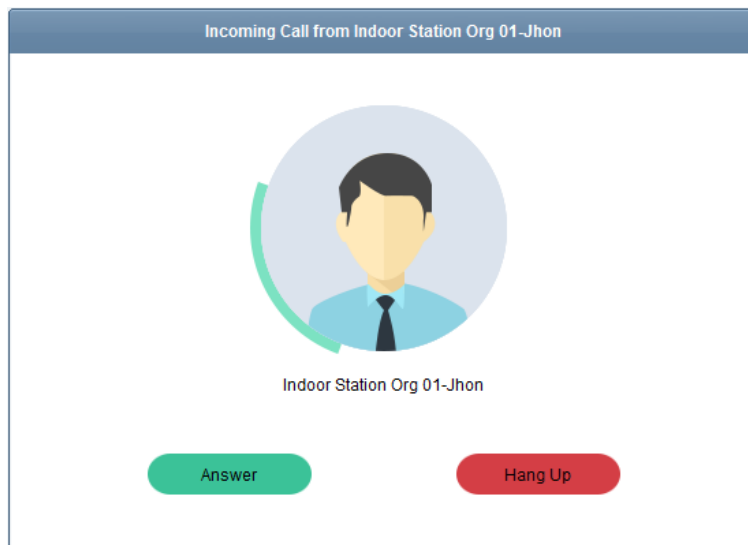 Incoming Call from Indoor Station Org 01-Jhon
Indoor Station Org 01-Jhon
Answer
Hang Up